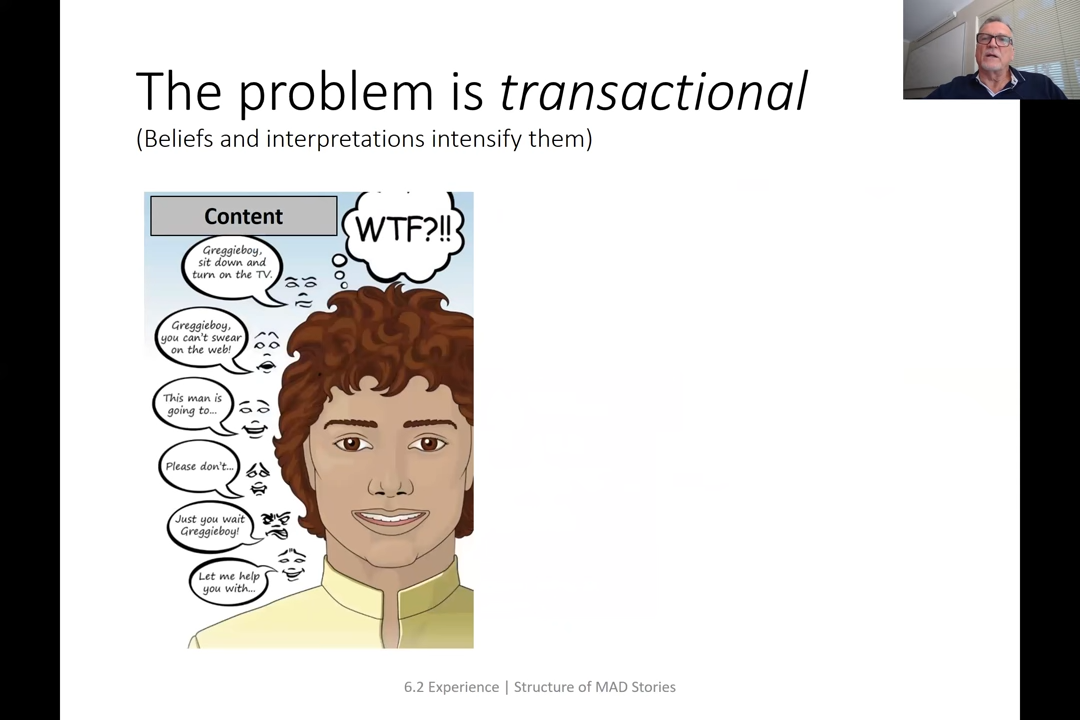 The problem is transactional
(Beliefs and interpretations intensify them)
Content
WTF?!!
Greggieboy,
sit down and
turn on the TV.
Greggieboy,
you can't swear
on the web!
This man is
going to...
Please don't...
Just you wait
Greggieboy!
Let me help
you with...
6.2 Experience | Structure of MAD Stories